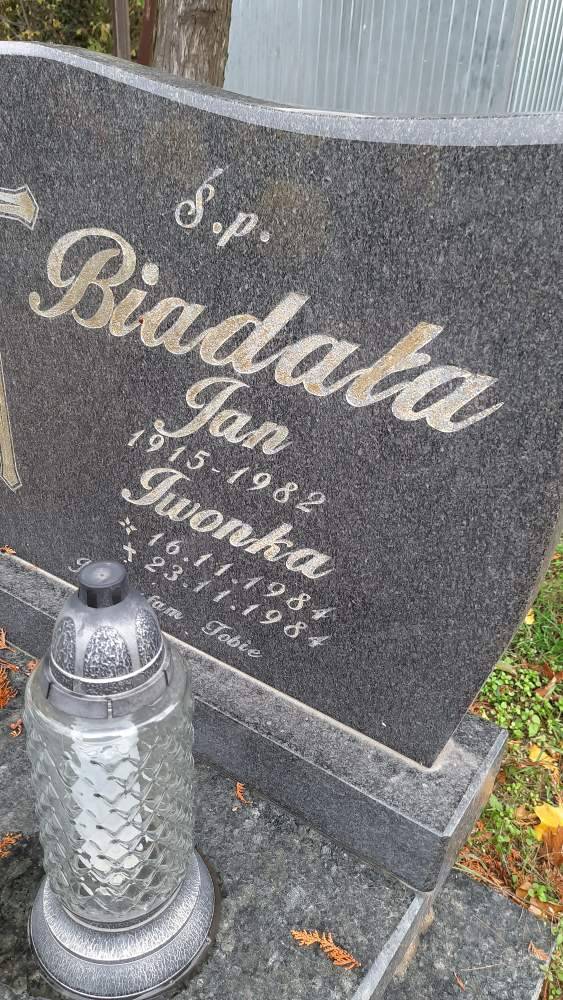 Ś.p.
Biadała
Jan
1915-1982
Iwonka
16.11.1984
23.11.1984
Tobie